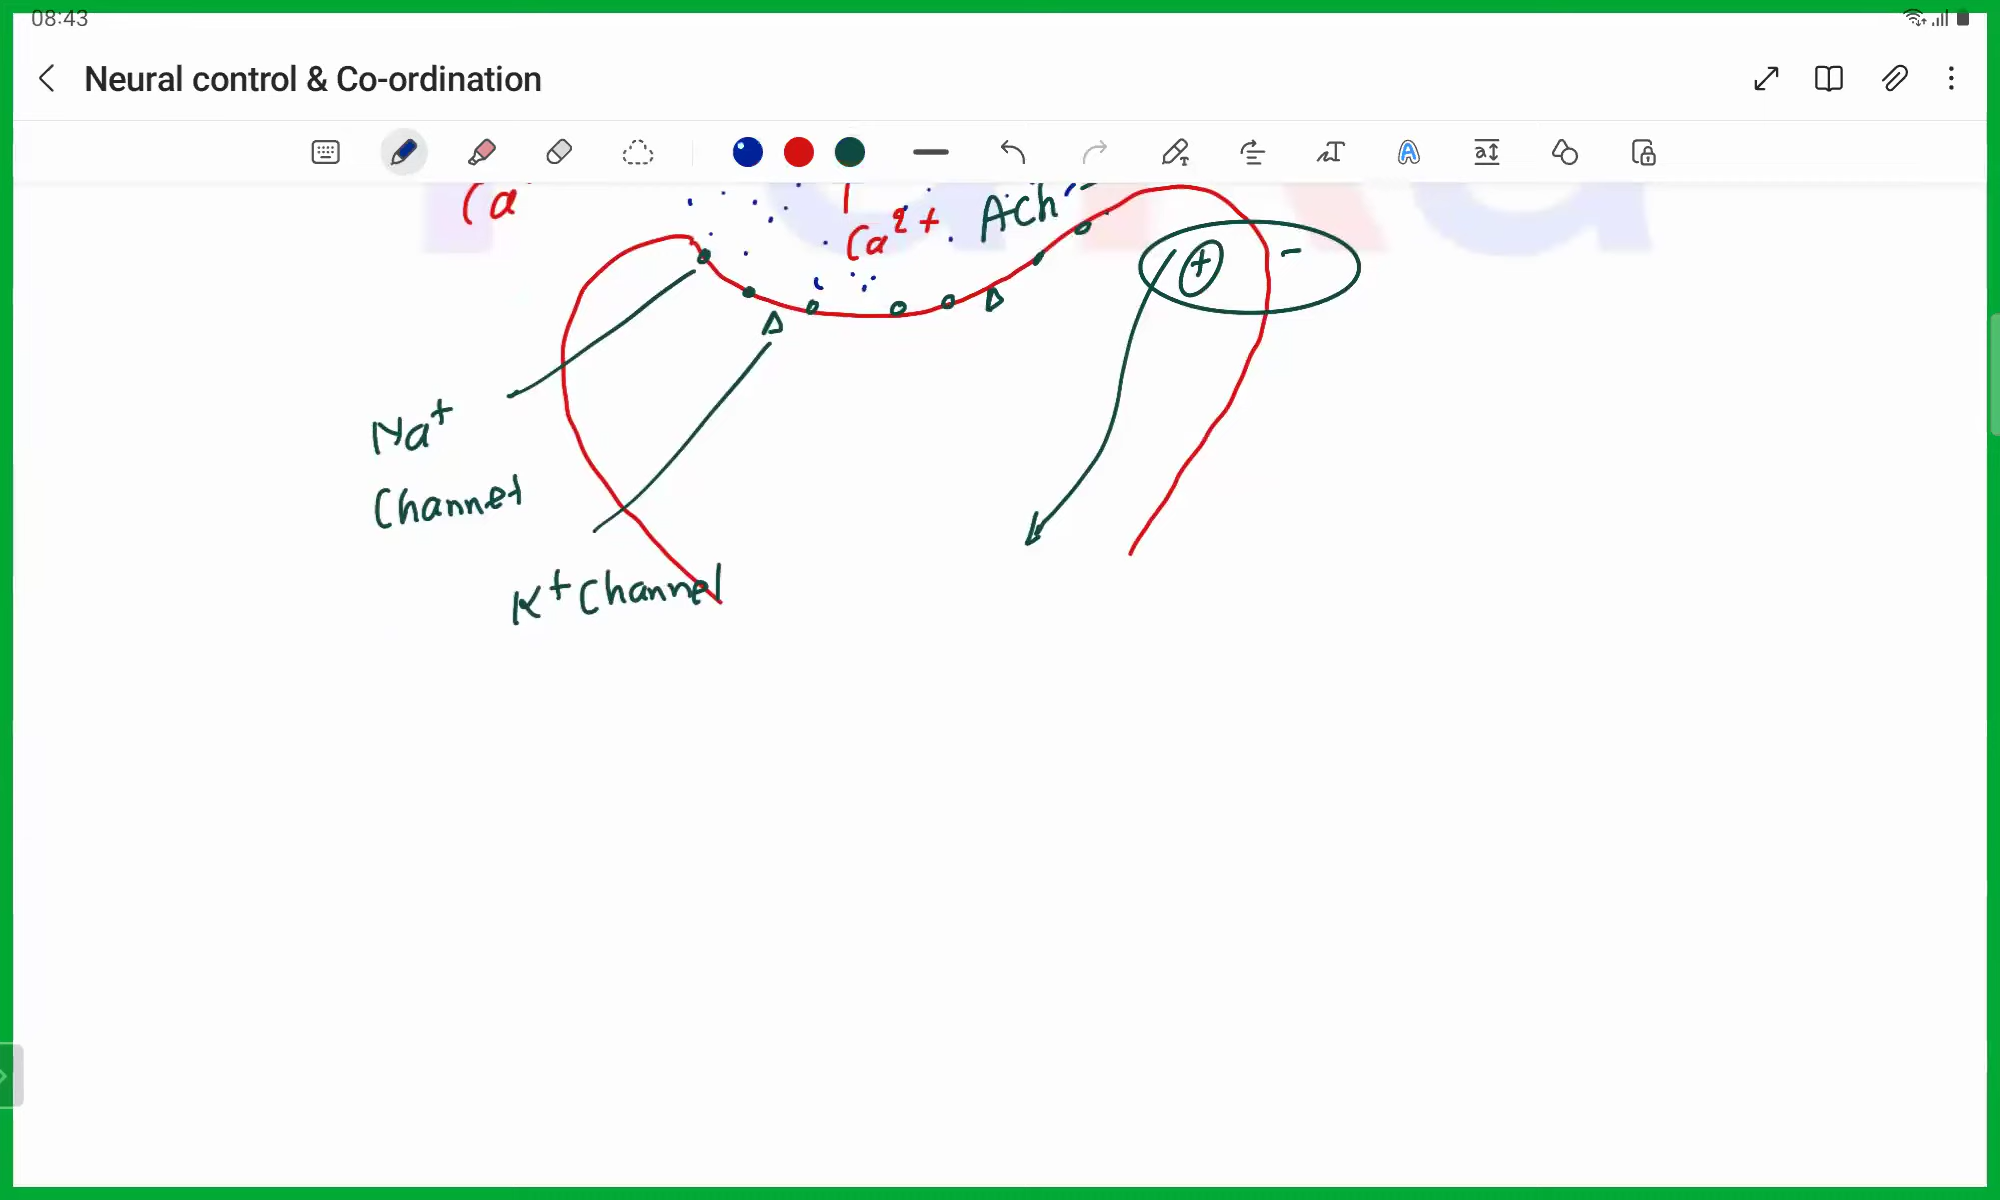 08:43
Neural control & Co-ordination
Ca
Ca2+
ACh
+ -
Na+
Channel
K+ Channel